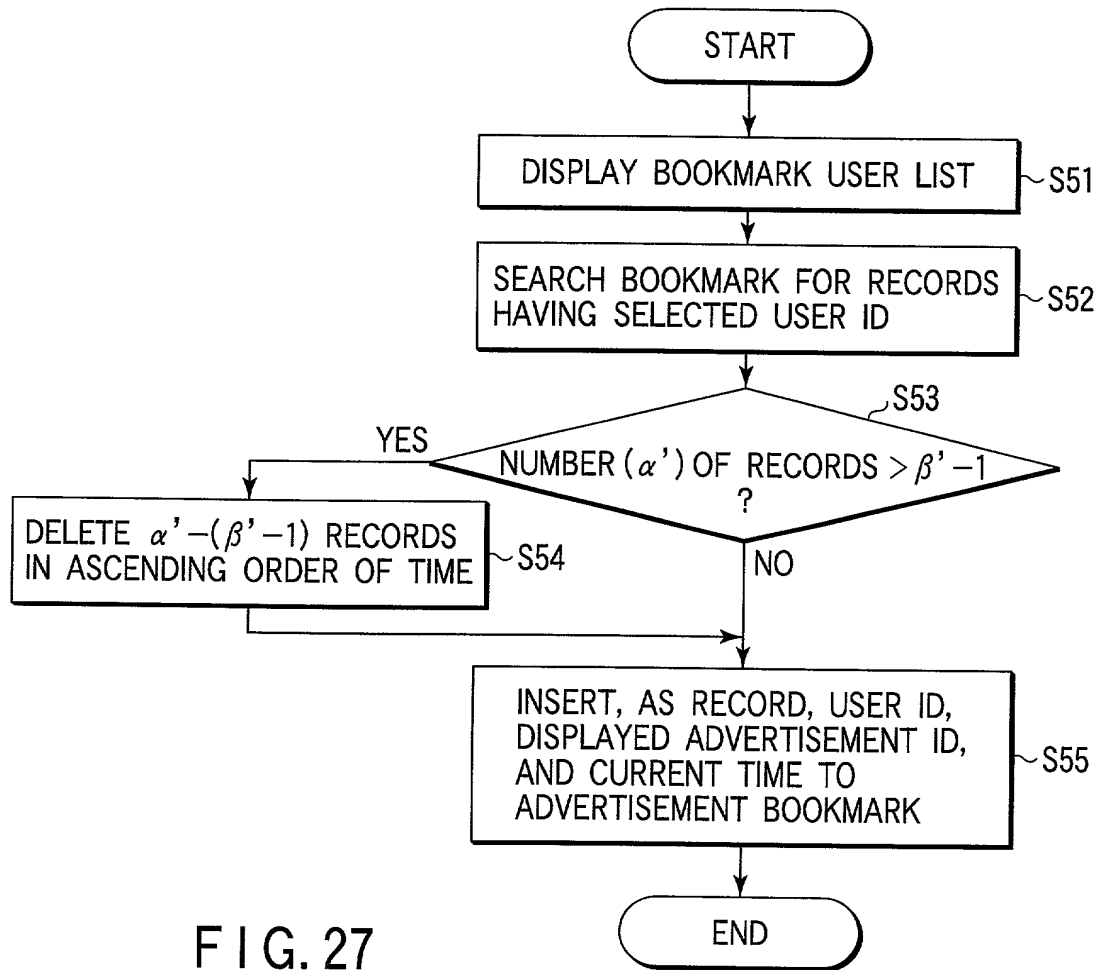 START
DISPLAY BOOKMARK USER LIST
S51
SEARCH BOOKMARK FOR RECORDS
HAVING SELECTED USER ID
S52
S53
YES
NUMBER (α') OF RECORDS > β'-1
?
DELETE α'-(β'-1) RECORDS
IN ASCENDING ORDER OF TIME
S54
NO
INSERT, AS RECORD, USER ID,
DISPLAYED ADVERTISEMENT ID,
AND CURRENT TIME TO
ADVERTISEMENT BOOKMARK
S55
END
FIG. 27